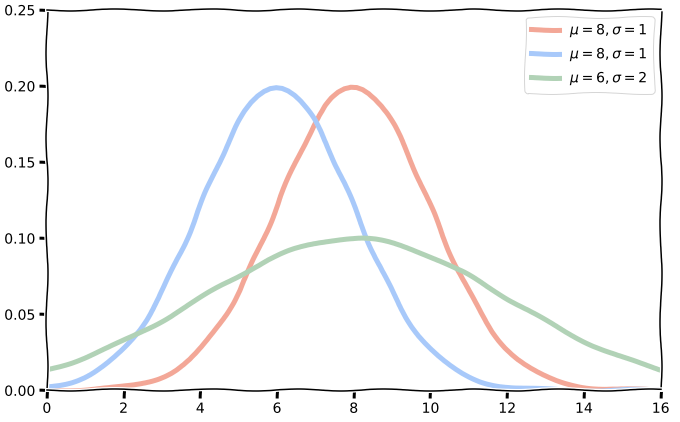 0.25
0.20
0.15
0.10
0.05
0.00
0 2 4 6 8 10 12 14 16
μ = 8, σ = 1
μ = 8, σ = 1
μ = 6, σ = 2